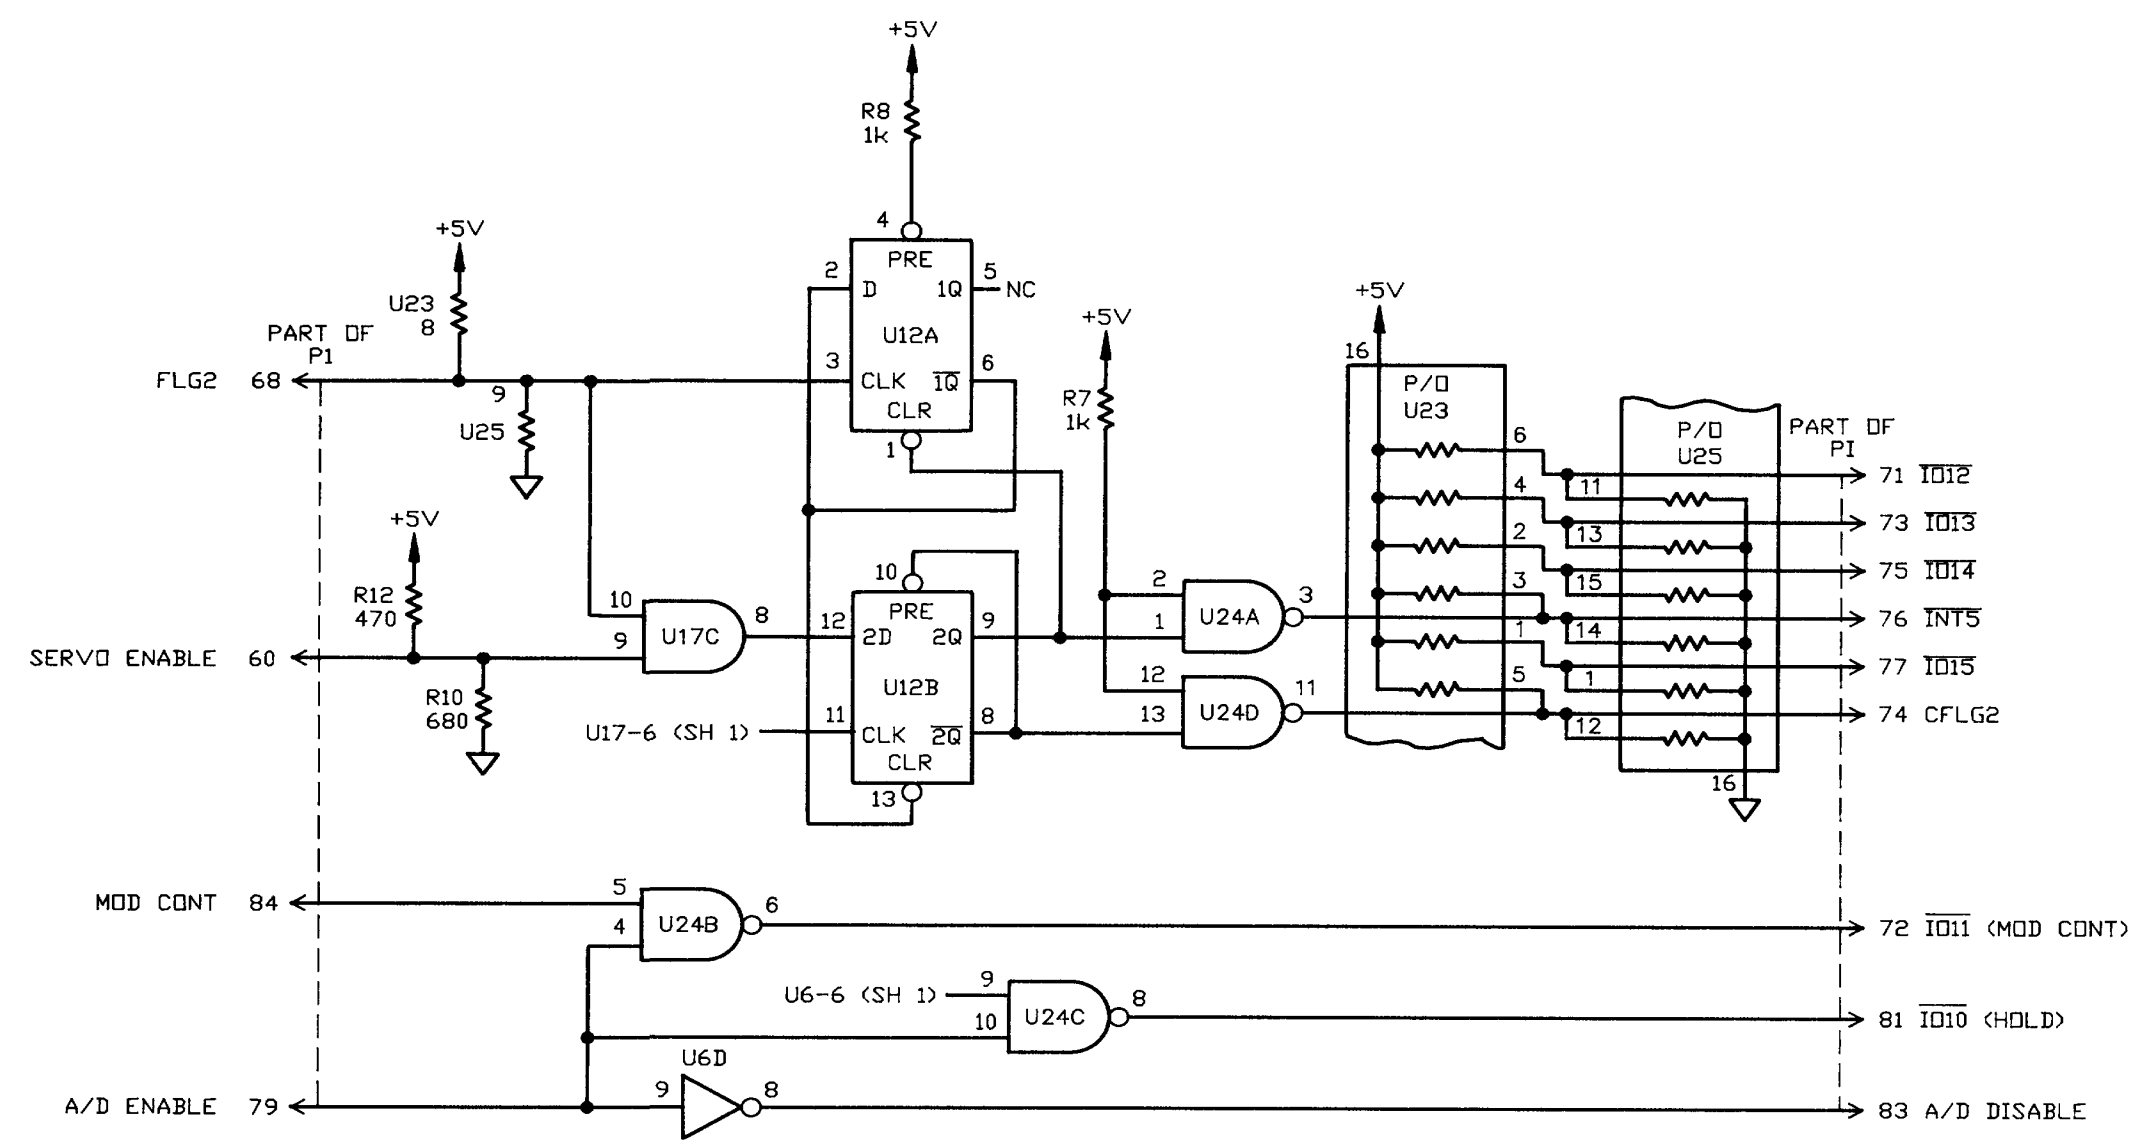 +5V
R8
1k
4
PRE
2
D
1Q
5
NC
U12A
3
CLK
1Q
6
CLR
1
+5V
U23
8
PART OF
P1
FLG2 68
9
U25
+5V
R12
470
SERVO ENABLE 60
R10
680
10
9
U17C
8
U17-6 (SH 1)
10
PRE
12
2D
2Q
9
U12B
11
CLK
2Q
8
CLR
13
+5V
R7
1k
2
1
U24A
3
12
13
U24D
11
+5V
16
P/O
U23
6
4
2
3
1
5
P/O
U25
11
13
15
14
1
12
16
PART OF
PI
71 IO12
73 IO13
75 IO14
76 INT5
77 IO15
74 CFLG2
MOD CONT 84
5
4
U24B
6
72 IO11 (MOD CONT)
U6-6 (SH 1)
9
10
U24C
8
81 IO10 (HOLD)
U6D
A/D ENABLE 79
9
8
83 A/D DISABLE